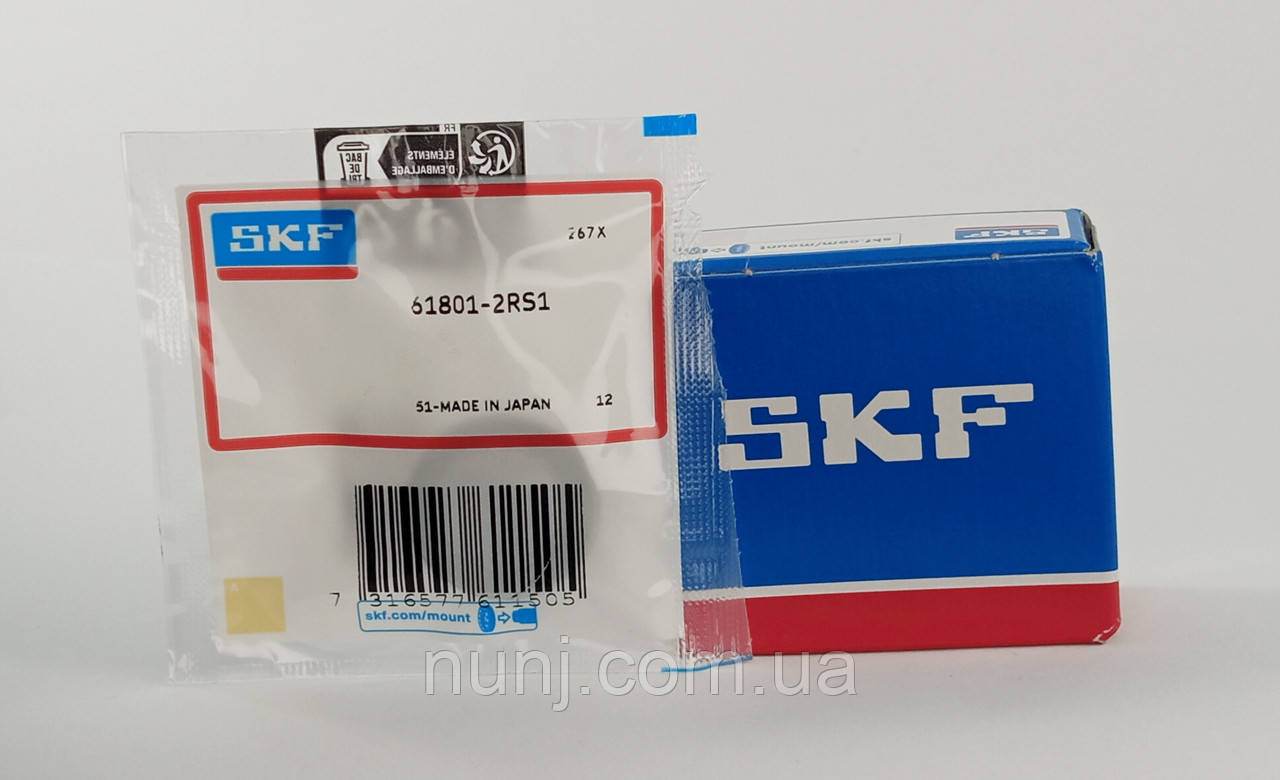 FR
ÉLÉMENTS
D'EMBALLAGE
BAC
DE
TRI
SKF
267X
61801-2RS1
51-MADE IN JAPAN 12
7 316577 611505
skf.com/mount
skf.com/mount
SKF
SKF
nunj.com.ua